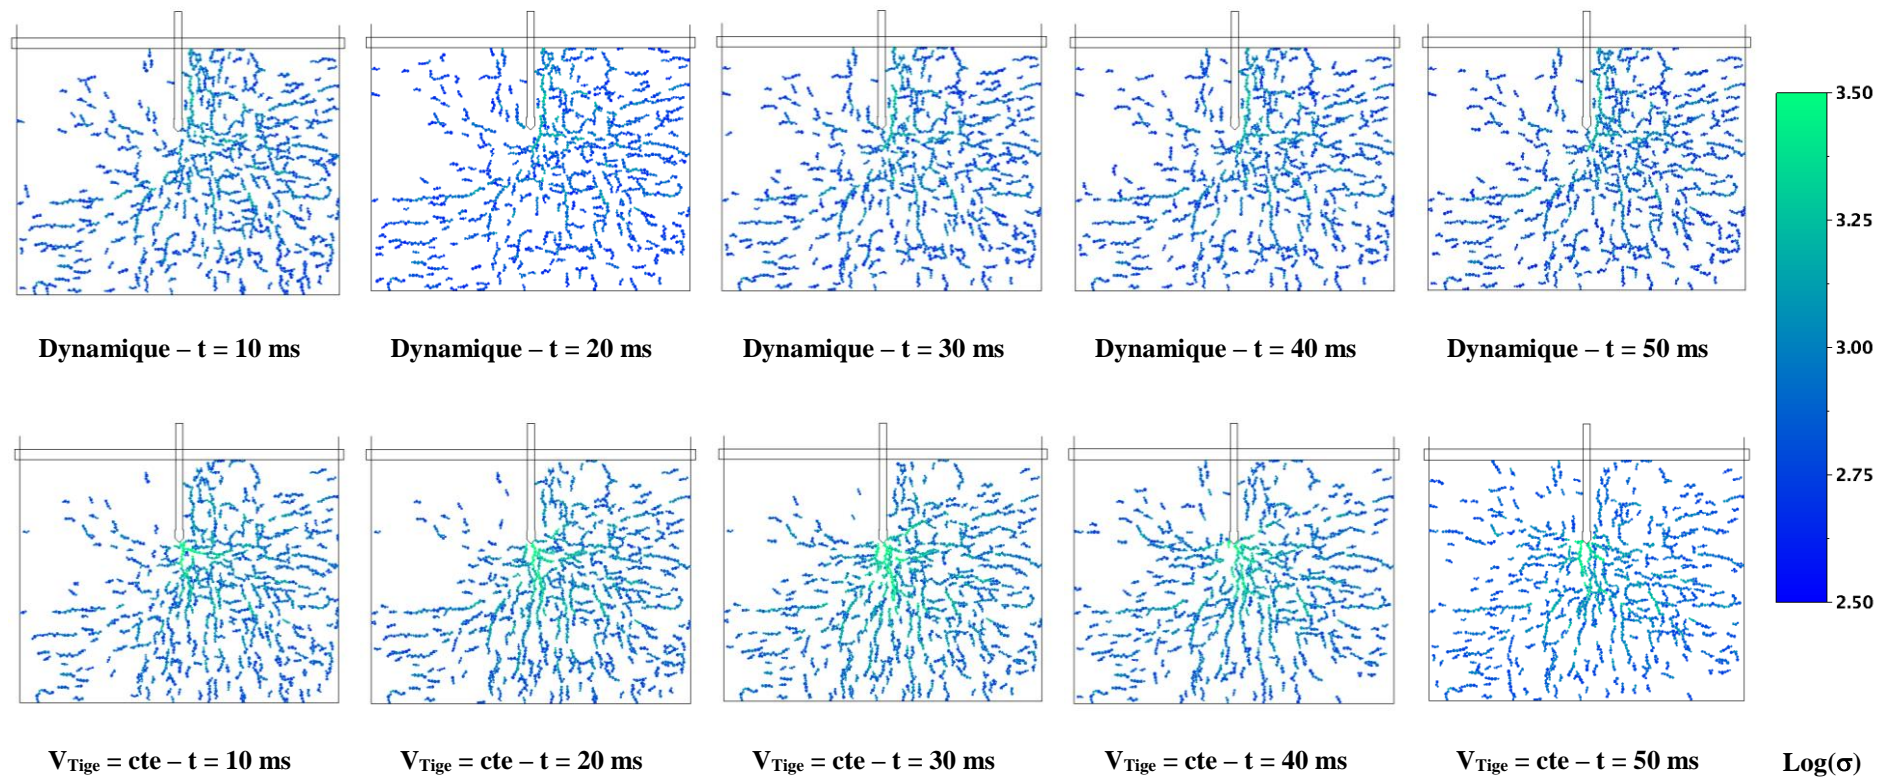 3.50
3.25
3.00
2.75
2.50
Dynamique – t = 10 ms
Dynamique – t = 20 ms
Dynamique – t = 30 ms
Dynamique – t = 40 ms
Dynamique – t = 50 ms
VTige = cte – t = 10 ms
VTige = cte – t = 20 ms
VTige = cte – t = 30 ms
VTige = cte – t = 40 ms
VTige = cte – t = 50 ms
Log(σ)